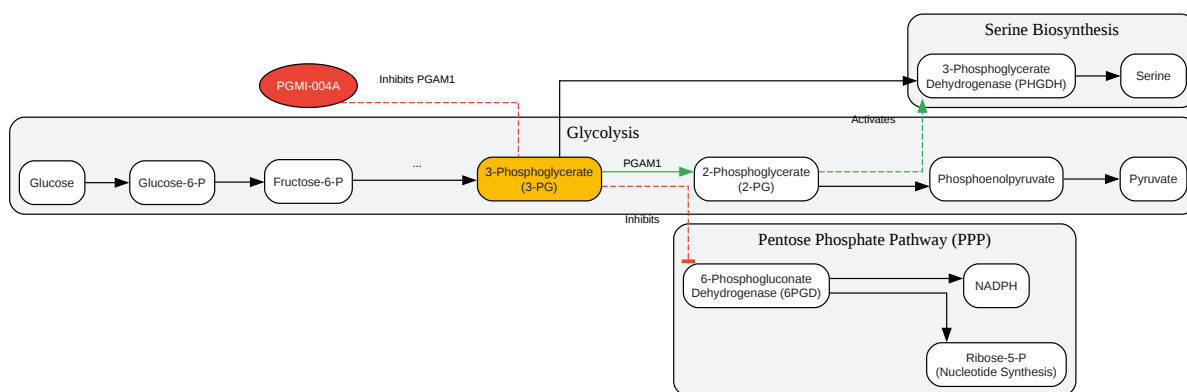 Serine Biosynthesis
3-Phosphoglycerate
Dehydrogenase (PHGDH)
Serine
PGMI-004A
Inhibits PGAM1
Activates
Glycolysis
Glucose
Glucose-6-P
Fructose-6-P
...
3-Phosphoglycerate
(3-PG)
PGAM1
2-Phosphoglycerate
(2-PG)
Phosphoenolpyruvate
Pyruvate
Inhibits
Pentose Phosphate Pathway (PPP)
6-Phosphogluconate
Dehydrogenase (6PGD)
NADPH
Ribose-5-P
(Nucleotide Synthesis)